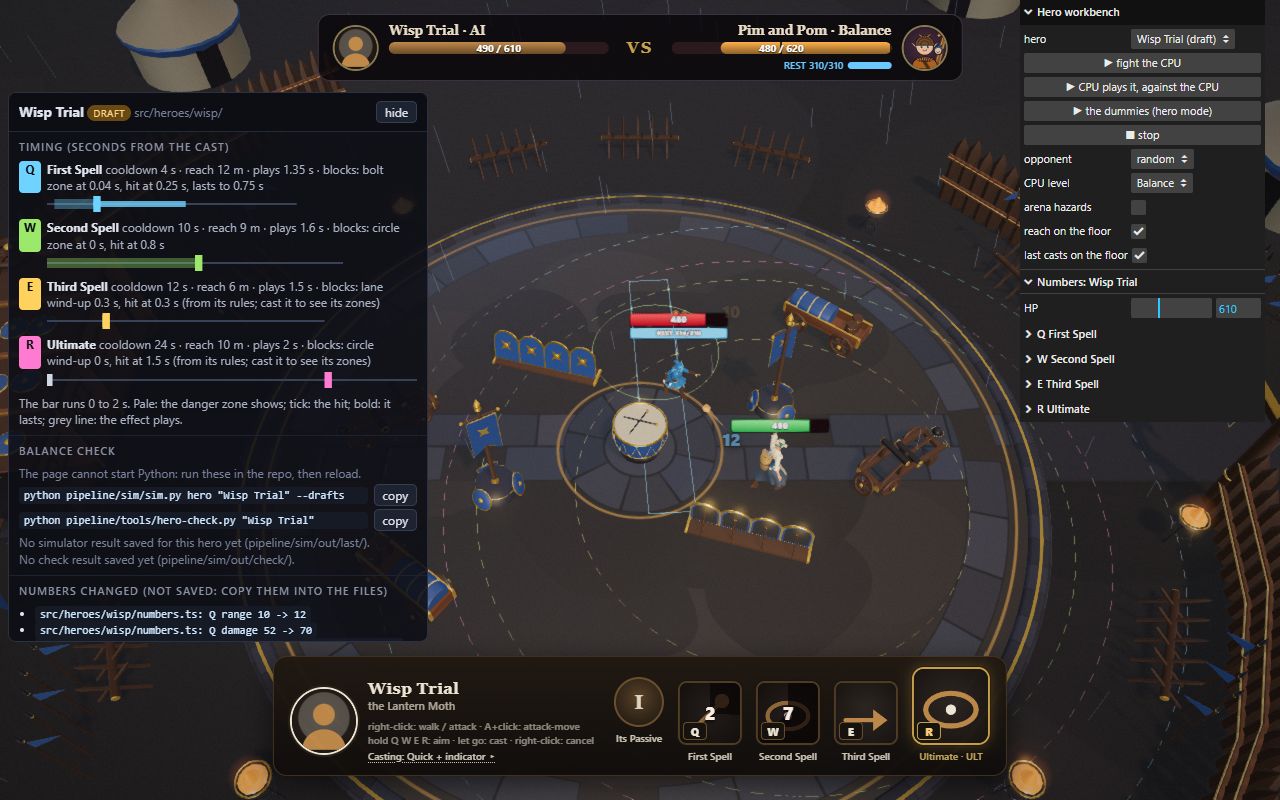 Wisp Trial · AI
490 / 610
VS
Pim and Pom · Balance
480 / 620
REST 310/310
Wisp Trial DRAFT src/heroes/wisp/
hide
TIMING (SECONDS FROM THE CAST)
Q
First Spell cooldown 4 s · reach 12 m · plays 1.35 s · blocks: bolt
zone at 0.04 s, hit at 0.25 s, lasts to 0.75 s
W
Second Spell cooldown 10 s · reach 9 m · plays 1.6 s · blocks: circle
zone at 0 s, hit at 0.8 s
E
Third Spell cooldown 12 s · reach 6 m · plays 1.5 s · blocks: lane
wind-up 0.3 s, hit at 0.3 s (from its rules; cast it to see its zones)
R
Ultimate cooldown 24 s · reach 10 m · plays 2 s · blocks: circle
wind-up 0 s, hit at 1.5 s (from its rules; cast it to see its zones)
The bar runs 0 to 2 s. Pale: the danger zone shows; tick: the hit; bold: it
lasts; grey line: the effect plays.
BALANCE CHECK
The page cannot start Python: run these in the repo, then reload.
python pipeline/sim/sim.py hero "Wisp Trial" --drafts
copy
python pipeline/tools/hero-check.py "Wisp Trial"
copy
No simulator result saved for this hero yet (pipeline/sim/out/last/).
No check result saved yet (pipeline/sim/out/check/).
NUMBERS CHANGED (NOT SAVED: COPY THEM INTO THE FILES)
• src/heroes/wisp/numbers.ts: Q range 10 -> 12
• src/heroes/wisp/numbers.ts: Q damage 52 -> 70
480
490
12
Hero workbench
hero
Wisp Trial (draft)
▶ fight the CPU
▶ CPU plays it, against the CPU
▶ the dummies (hero mode)
■ stop
opponent
random
CPU level
Balance
arena hazards
reach on the floor
last casts on the floor
Numbers: Wisp Trial
HP
610
Q First Spell
W Second Spell
E Third Spell
R Ultimate
Wisp Trial
the Lantern Moth
right-click: walk / attack · A+click: attack-move
hold Q W E R: aim · let go: cast · right-click: cancel
Casting: Quick + indicator ▸
I
Its Passive
2
Q
First Spell
7
W
Second Spell
E
Third Spell
R
Ultimate · ULT